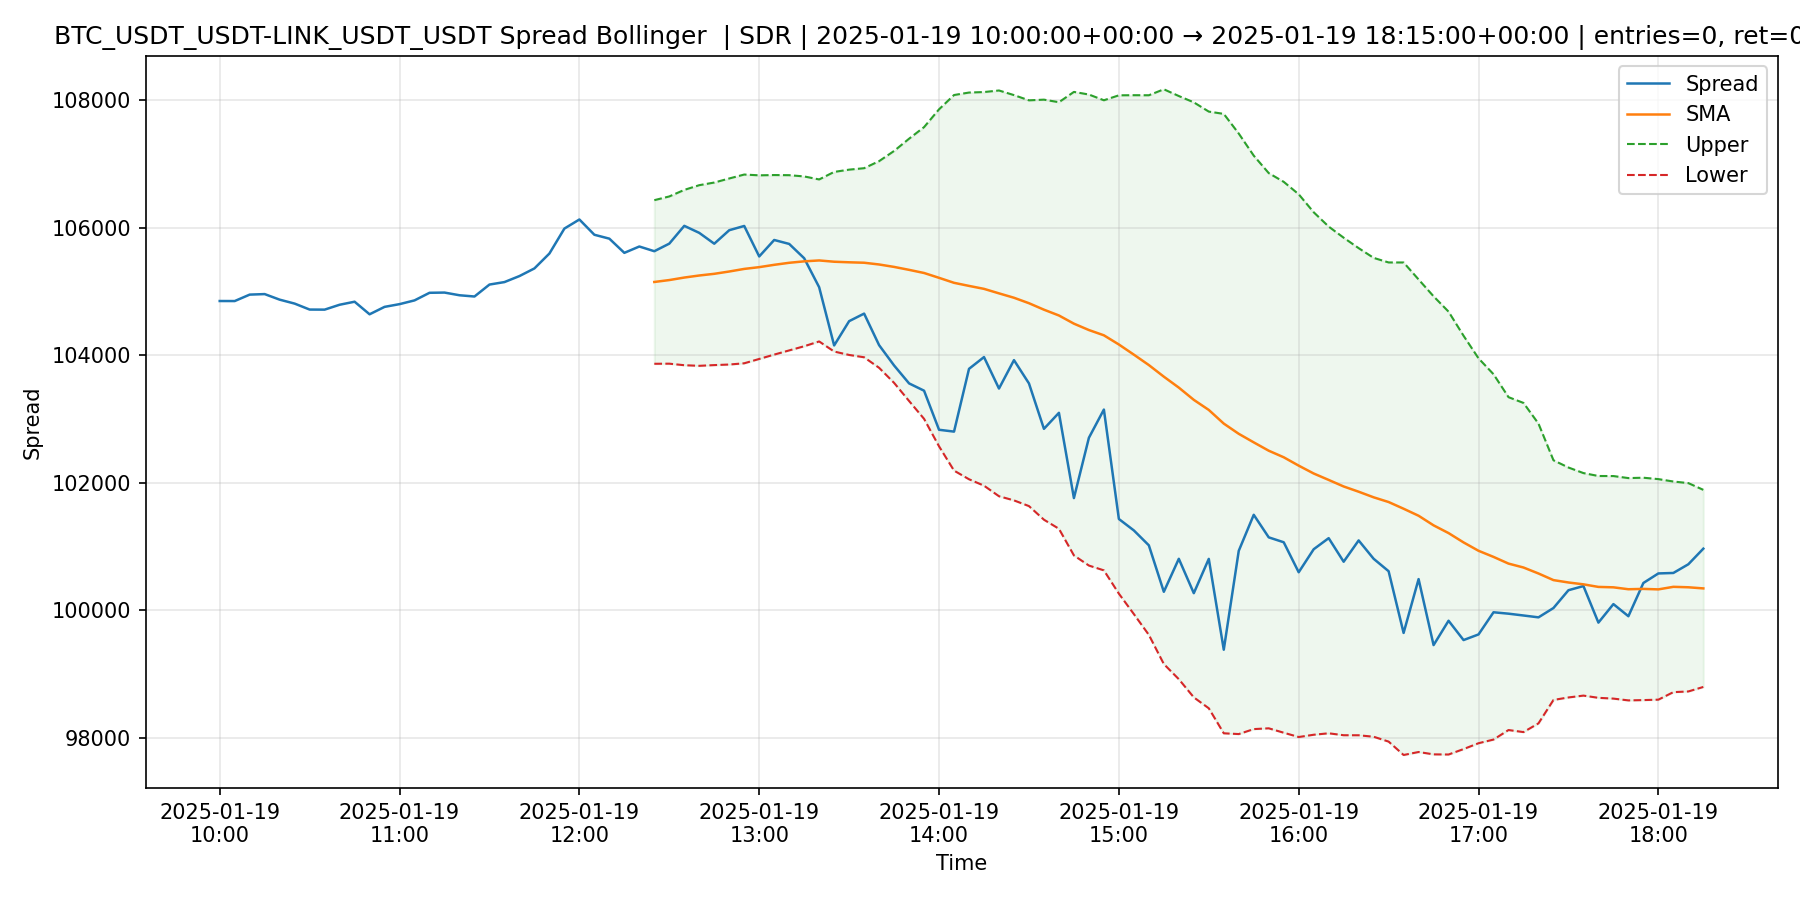 BTC_USDT_USDT-LINK_USDT_USDT Spread Bollinger | SDR | 2025-01-19 10:00:00+00:00 → 2025-01-19 18:15:00+00:00 | entries=0, ret=0
Spread
SMA
Upper
Lower
108000
106000
104000
102000
100000
98000
Spread
2025-01-19 2025-01-19 2025-01-19 2025-01-19 2025-01-19 2025-01-19 2025-01-19 2025-01-19 2025-01-19
10:00 11:00 12:00 13:00 14:00 15:00 16:00 17:00 18:00
Time